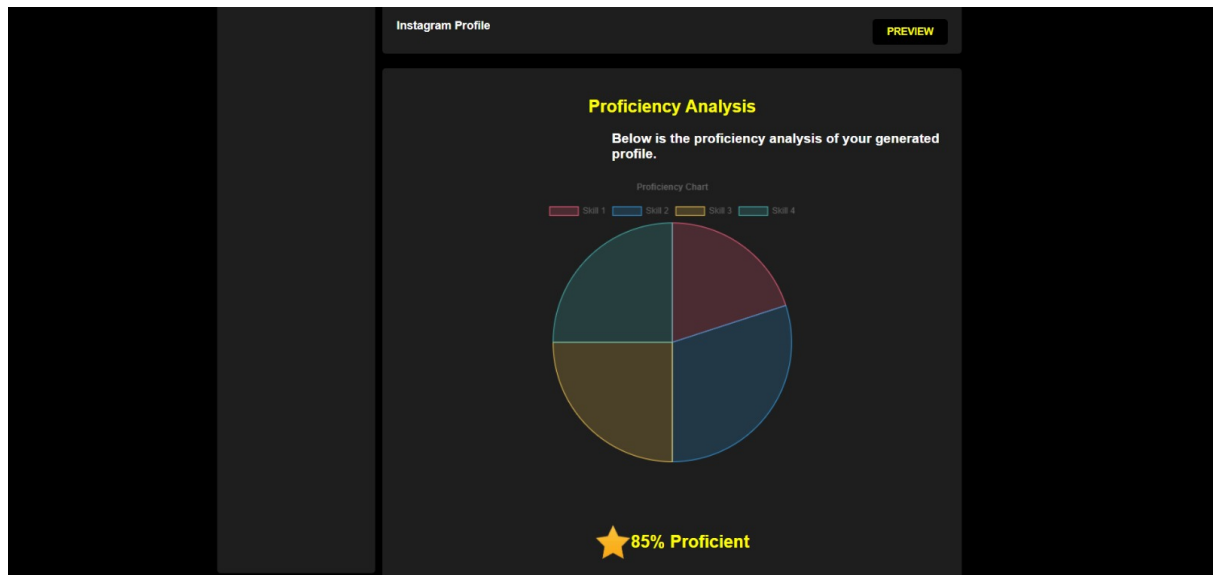 Instagram Profile
PREVIEW
Proficiency Analysis
Below is the proficiency analysis of your generated
profile.
Proficiency Chart
Skill 1 Skill 2 Skill 3 Skill 4
85% Proficient